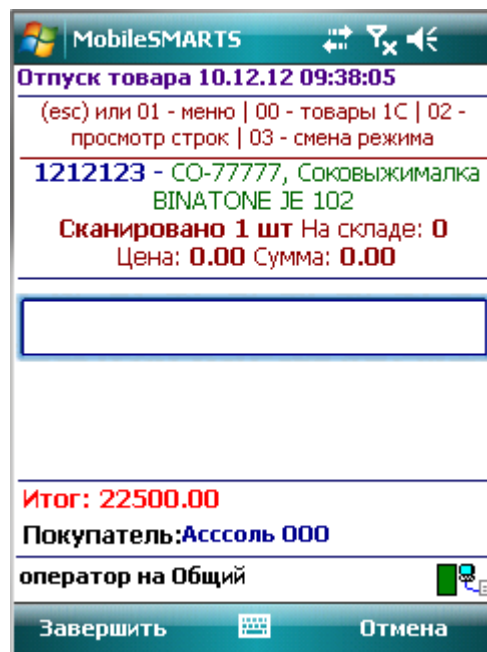 MobileSMARTS
Отпуск товара 10.12.12 09:38:05
(esc) или 01 - меню | 00 - товары 1С | 02 -
просмотр строк | 03 - смена режима
1212123 - СО-77777, Соковыжималка
BINATONE JE 102
Сканировано 1 шт На складе: 0
Цена: 0.00 Сумма: 0.00
Итог: 22500.00
Покупатель:Асссоль ООО
оператор на Общий
Завершить Отмена